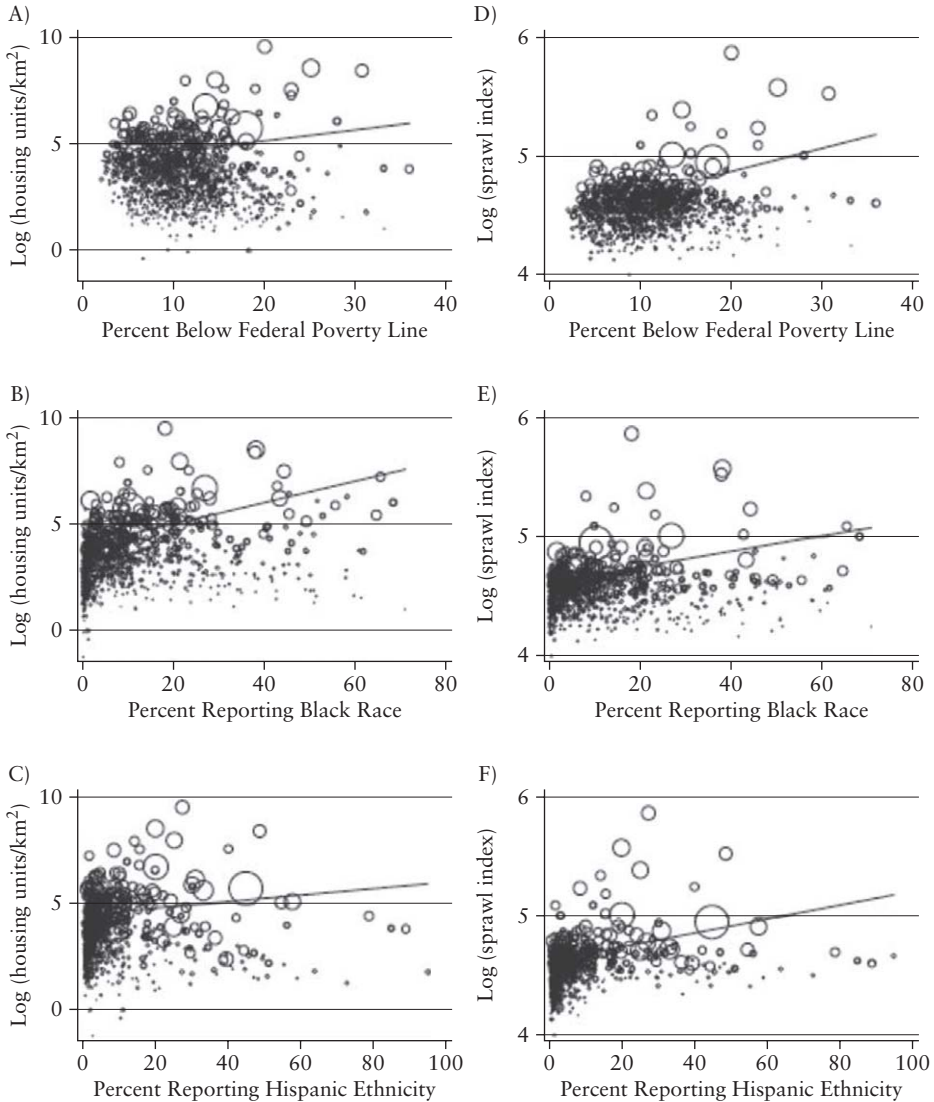 A)
10
5
0
0 10 20 30 40
Log (housing units/km²)
Percent Below Federal Poverty Line
D)
6
5
4
0 10 20 30 40
Log (sprawl index)
Percent Below Federal Poverty Line
B)
10
5
0
0 20 40 60 80
Log (housing units/km²)
Percent Reporting Black Race
E)
6
5
4
0 20 40 60 80
Log (sprawl index)
Percent Reporting Black Race
C)
10
5
0
0 20 40 60 80 100
Log (housing units/km²)
Percent Reporting Hispanic Ethnicity
F)
6
5
4
0 20 40 60 80 100
Log (sprawl index)
Percent Reporting Hispanic Ethnicity